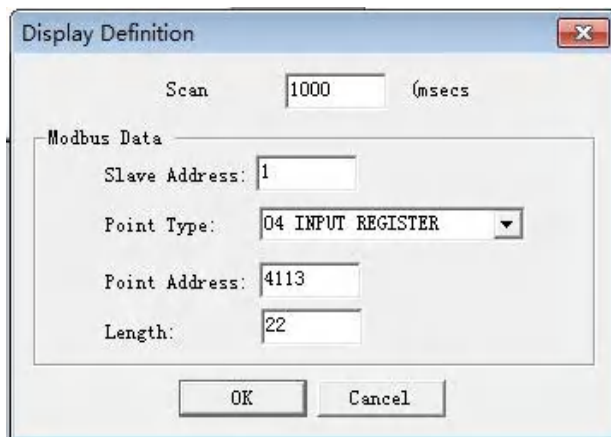 Display Definition
Scan 1000 (msecs
Modbus Data
Slave Address: 1
Point Type: 04 INPUT REGISTER
Point Address: 4113
Length: 22
OK Cancel